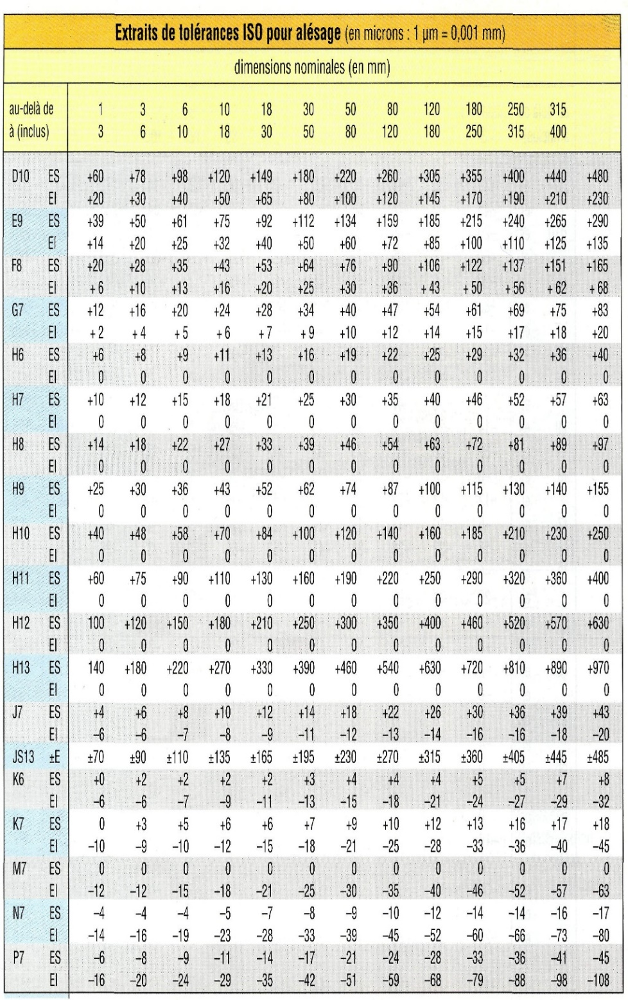 Extraits de tolérances ISO pour alésage (en microns : 1 µm = 0,001 mm)
dimensions nominales (en mm)
au-delà de 1 3 6 10 18 30 50 80 120 180 250 315
à (inclus) 3 6 10 18 30 50 80 120 180 250 315 400
D10 ES +60 +78 +98 +120 +149 +180 +220 +260 +305 +355 +400 +440 +480
EI +20 +30 +40 +50 +65 +80 +100 +120 +145 +170 +190 +210 +230
E9 ES +39 +50 +61 +75 +92 +112 +134 +159 +185 +215 +240 +265 +290
EI +14 +20 +25 +32 +40 +50 +60 +72 +85 +100 +110 +125 +135
F8 ES +20 +28 +35 +43 +53 +64 +76 +90 +106 +122 +137 +151 +165
EI +6 +10 +13 +16 +20 +25 +30 +36 +43 +50 +56 +62 +68
G7 ES +12 +16 +20 +24 +28 +34 +40 +47 +54 +61 +69 +75 +83
EI +2 +4 +5 +6 +7 +9 +10 +12 +14 +15 +17 +18 +20
H6 ES +6 +8 +9 +11 +13 +16 +19 +22 +25 +29 +32 +36 +40
EI 0 0 0 0 0 0 0 0 0 0 0 0 0
H7 ES +10 +12 +15 +18 +21 +25 +30 +35 +40 +46 +52 +57 +63
EI 0 0 0 0 0 0 0 0 0 0 0 0 0
H8 ES +14 +18 +22 +27 +33 +39 +46 +54 +63 +72 +81 +89 +97
EI 0 0 0 0 0 0 0 0 0 0 0 0 0
H9 ES +25 +30 +36 +43 +52 +62 +74 +87 +100 +115 +130 +140 +155
EI 0 0 0 0 0 0 0 0 0 0 0 0 0
H10 ES +40 +48 +58 +70 +84 +100 +120 +140 +160 +185 +210 +230 +250
EI 0 0 0 0 0 0 0 0 0 0 0 0 0
H11 ES +60 +75 +90 +110 +130 +160 +190 +220 +250 +290 +320 +360 +400
EI 0 0 0 0 0 0 0 0 0 0 0 0 0
H12 ES 100 +120 +150 +180 +210 +250 +300 +350 +400 +460 +520 +570 +630
EI 0 0 0 0 0 0 0 0 0 0 0 0 0
H13 ES 140 +180 +220 +270 +330 +390 +460 +540 +630 +720 +810 +890 +970
EI 0 0 0 0 0 0 0 0 0 0 0 0 0
J7 ES +4 +6 +8 +10 +12 +14 +18 +22 +26 +30 +36 +39 +43
EI –6 –6 –7 –8 –9 –11 –12 –13 –14 –16 –16 –18 –20
JS13 ±E ±70 ±90 ±110 ±135 ±165 ±195 ±230 ±270 ±315 ±360 ±405 ±445 ±485
K6 ES +0 +2 +2 +2 +2 +3 +4 +4 +4 +5 +5 +7 +8
EI –6 –6 –7 –9 –11 –13 –15 –18 –21 –24 –27 –29 –32
K7 ES 0 +3 +5 +6 +6 +7 +9 +10 +12 +13 +16 +17 +18
EI –10 –9 –10 –12 –15 –18 –21 –25 –28 –33 –36 –40 –45
M7 ES 0 0 0 0 0 0 0 0 0 0 0 0 0
EI –12 –12 –15 –18 –21 –25 –30 –35 –40 –46 –52 –57 –63
N7 ES –4 –4 –4 –5 –7 –8 –9 –10 –12 –14 –14 –16 –17
EI –14 –16 –19 –23 –28 –33 –39 –45 –52 –60 –66 –73 –80
P7 ES –6 –8 –9 –11 –14 –17 –21 –24 –28 –33 –36 –41 –45
EI –16 –20 –24 –29 –35 –42 –51 –59 –68 –79 –88 –98 –108